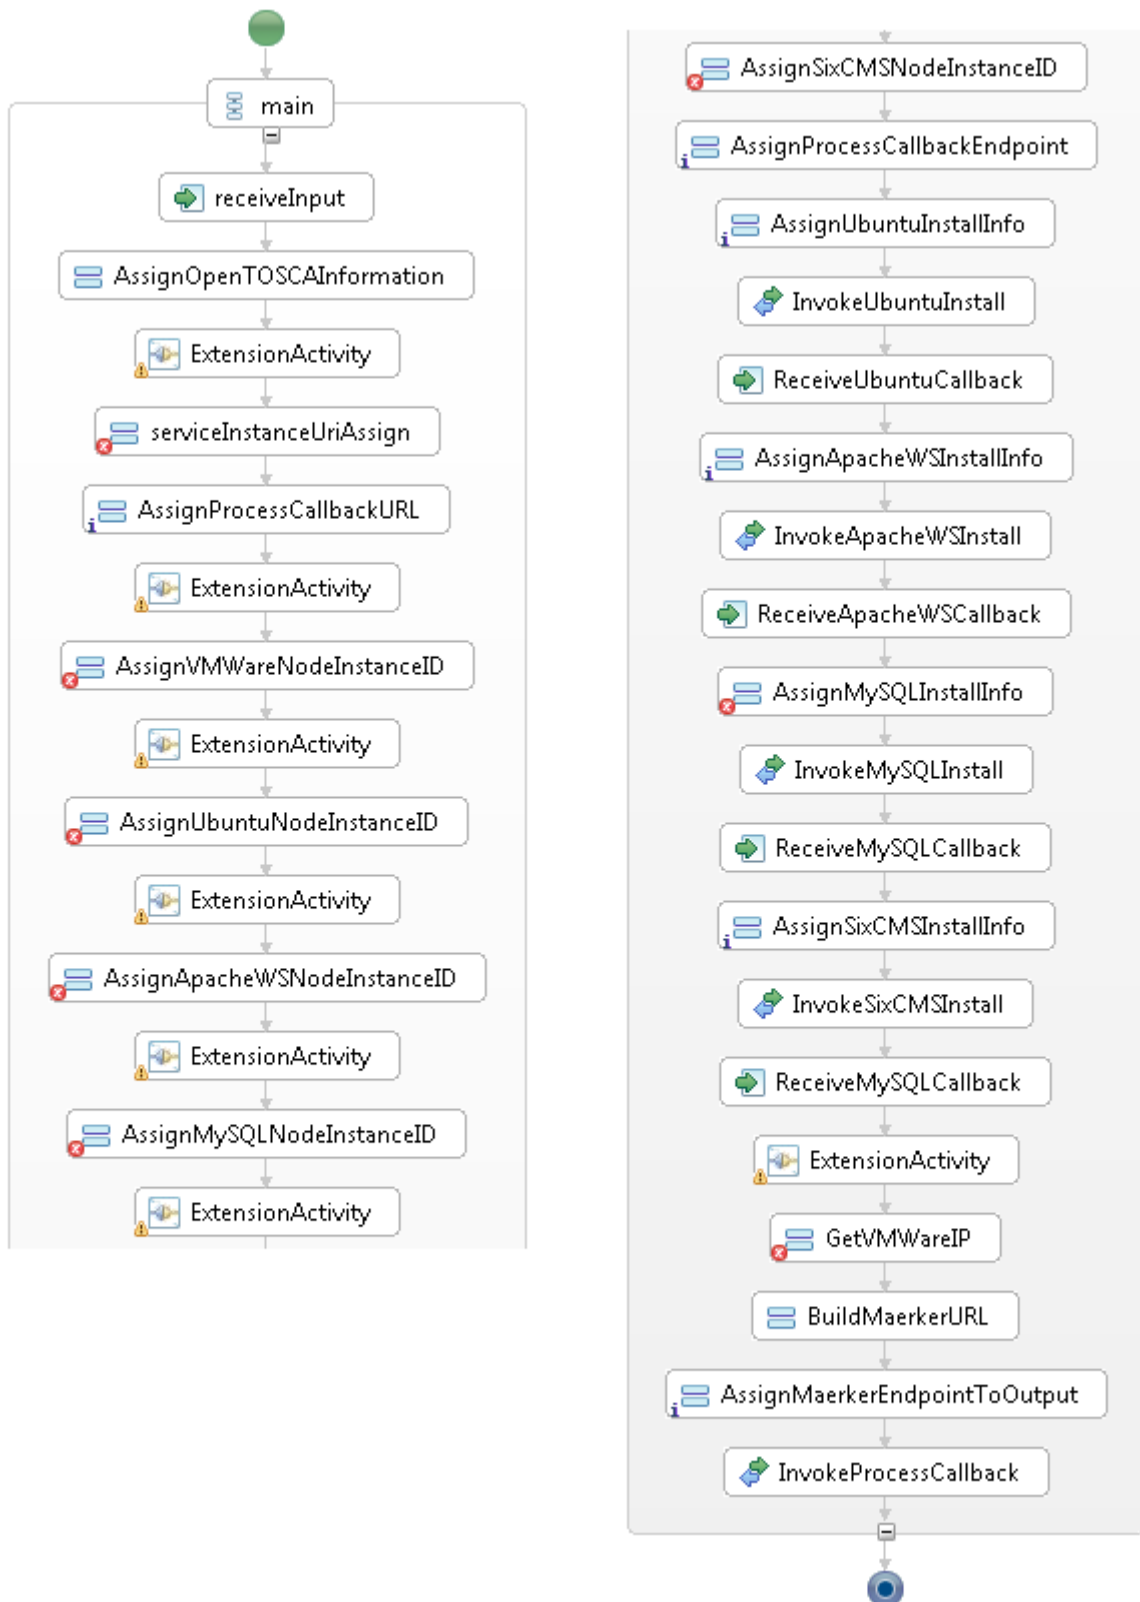 main
receiveInput
AssignOpenTOSCAInformation
ExtensionActivity
serviceInstanceUriAssign
AssignProcessCallbackURL
ExtensionActivity
AssignVMWareNodeInstanceID
ExtensionActivity
AssignUbuntuNodeInstanceID
ExtensionActivity
AssignApacheWSNodeInstanceID
ExtensionActivity
AssignMySQLNodeInstanceID
ExtensionActivity
AssignSixCMSNodeInstanceID
AssignProcessCallbackEndpoint
AssignUbuntuInstallInfo
InvokeUbuntuInstall
ReceiveUbuntuCallback
AssignApacheWSInstallInfo
InvokeApacheWSInstall
ReceiveApacheWSCallback
AssignMySQLInstallInfo
InvokeMySQLInstall
ReceiveMySQLCallback
AssignSixCMSInstallInfo
InvokeSixCMSInstall
ReceiveMySQLCallback
ExtensionActivity
GetVMWareIP
BuildMaerkerURL
AssignMaerkerEndpointToOutput
InvokeProcessCallback